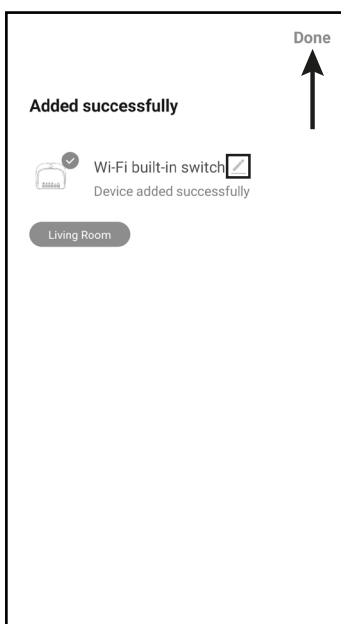 Done
Added successfully
Wi-Fi built-in switch
Device added successfully
Living Room